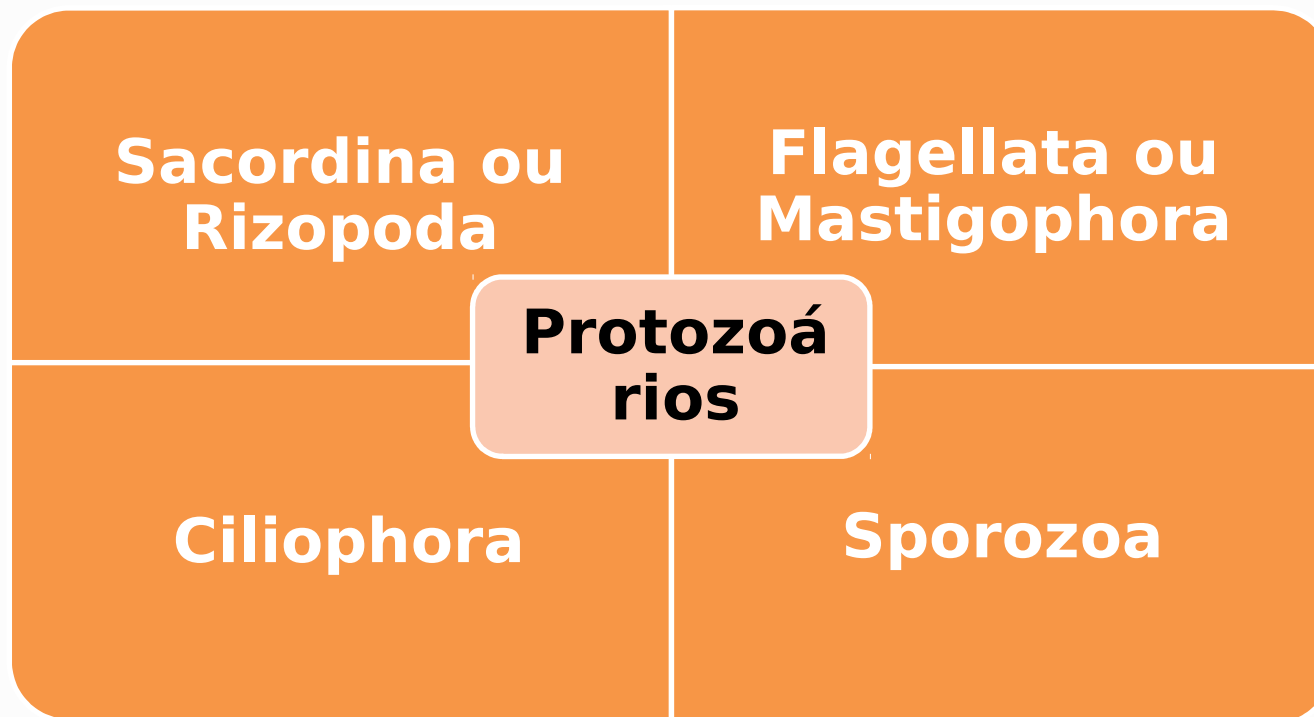 Sacordina ou
Rizopoda
Flagellata ou
Mastigophora
Protozoá
rios
Ciliophora
Sporozoa